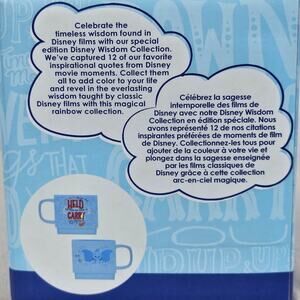 Celebrate the
timeless wisdom found in
Disney films with our special
edition Disney Wisdom Collection.
We've captured 12 of our favorite
inspirational quotes from Disney
movie moments. Collect them
all to add color to your life
and revel in the everlasting
wisdom taught by classic
Disney films with this magical
rainbow collection.
Célébrez la sagesse
intemporelle des films de
Disney avec notre Disney Wisdom
Collection en édition spéciale. Nous
avons représenté 12 de nos citations
inspirantes préférées de moments de film
de Disney. Collectionnez-les tous pour
ajouter de la couleur à votre vie et
plongez dans la sagesse enseignée
par les films classiques de
Disney grâce à cette collection
arc-en-ciel magique.
HELD
CARRY
UP, UP